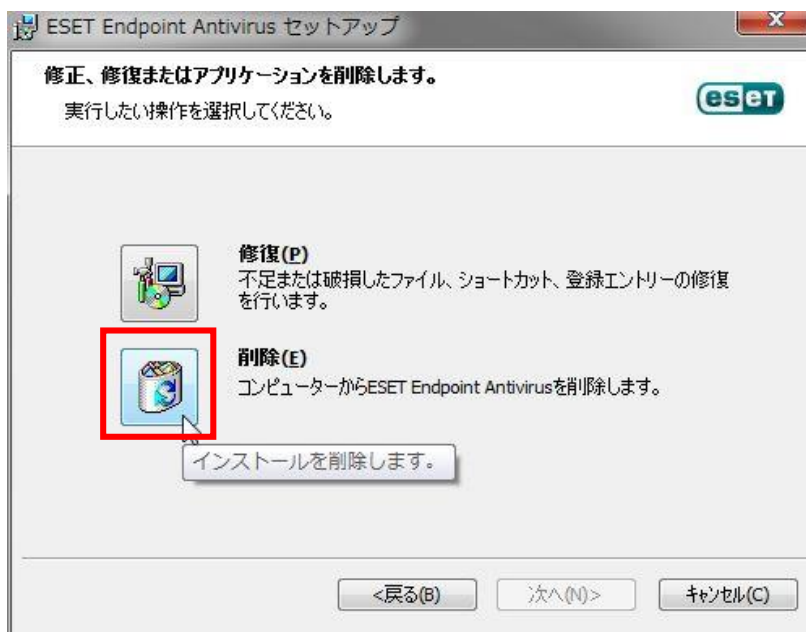 ESET Endpoint Antivirus セットアップ
修正、修復またはアプリケーションを削除します。
実行したい操作を選択してください。
eset
修復(P)
不足または破損したファイル、ショートカット、登録エントリーの修復
を行います。
削除(E)
コンピューターからESET Endpoint Antivirusを削除します。
インストールを削除します。
<戻る(B)
次へ(N)>
キャンセル(C)